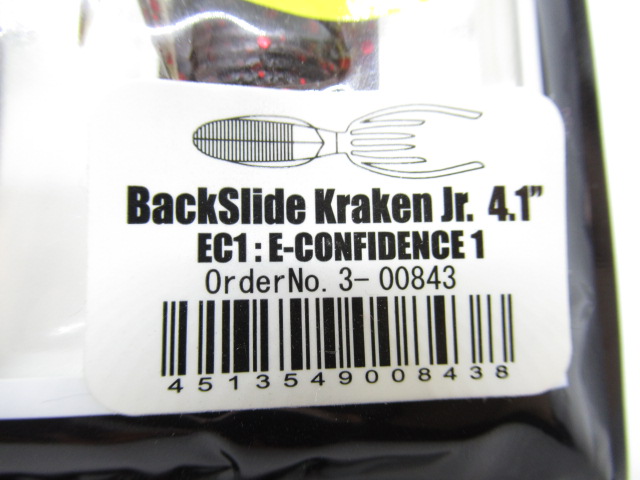 BackSlide Kraken Jr. 4.1”
EC1 : E-CONFIDENCE 1
OrderNo. 3- 00843
4513549008438